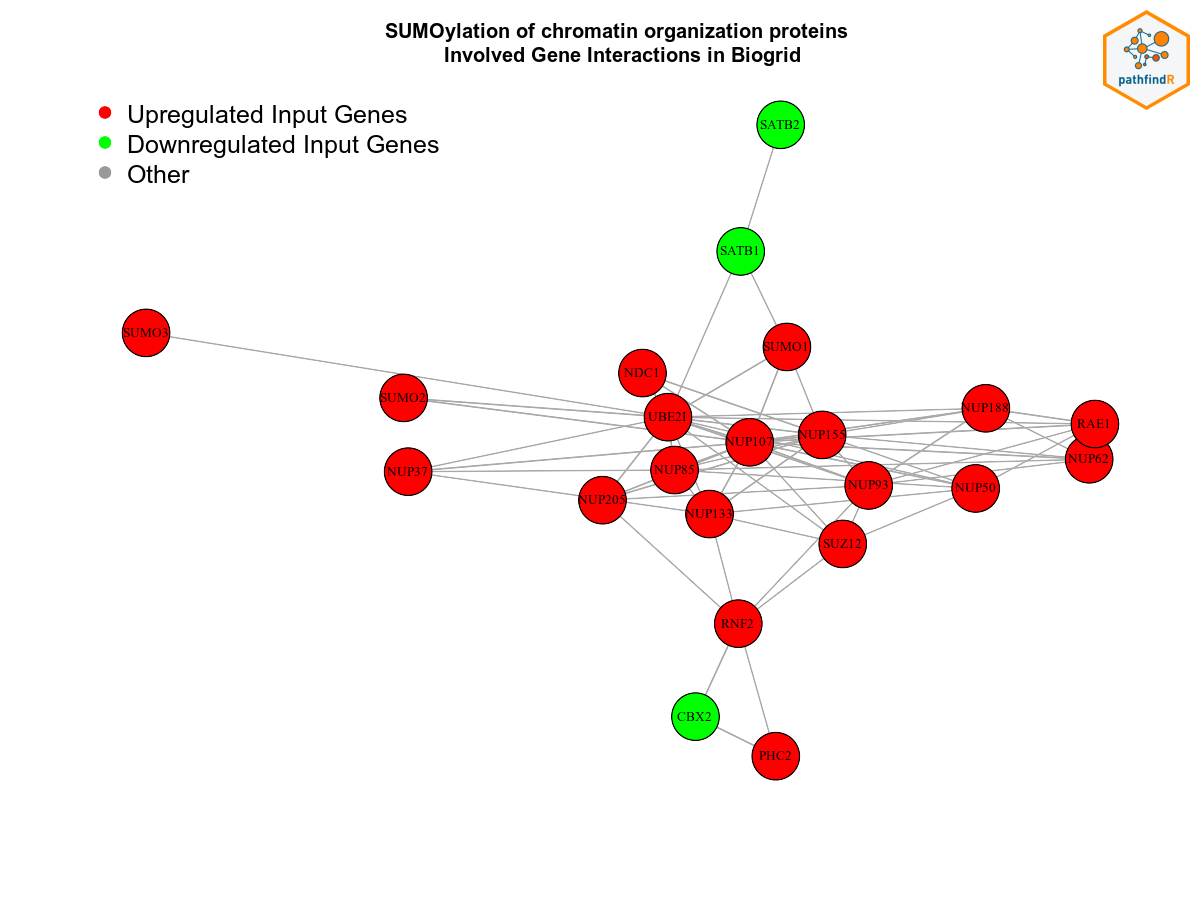 SUMOylation of chromatin organization proteins
Involved Gene Interactions in Biogrid
pathfindR
Upregulated Input Genes
Downregulated Input Genes
Other
SATB2
SATB1
SUMO3
SUMO1
NDC1
SUMO2
UBE2I
NUP188
RAE1
NUP107
NUP155
NUP62
NUP37
NUP85
NUP93
NUP50
NUP205
NUP133
SUZ12
RNF2
CBX2
PHC2